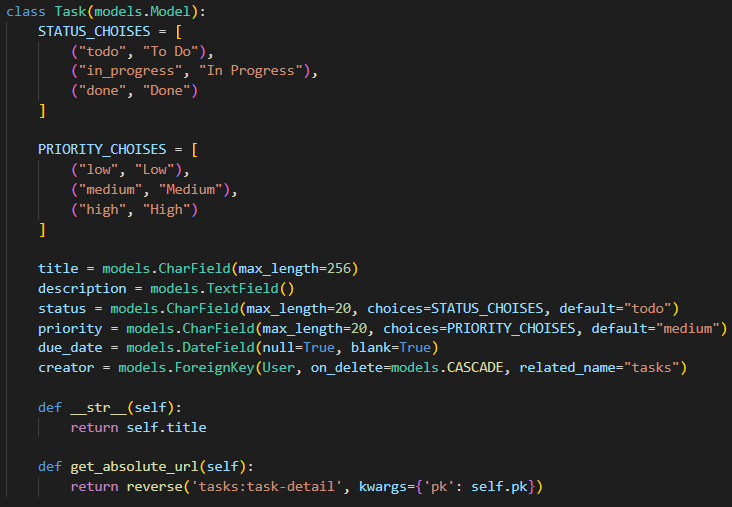 class Task(models.Model):
    STATUS_CHOISES = [
        ("todo", "To Do"),
        ("in_progress", "In Progress"),
        ("done", "Done")
    ]

    PRIORITY_CHOISES = [
        ("low", "Low"),
        ("medium", "Medium"),
        ("high", "High")
    ]

    title = models.CharField(max_length=256)
    description = models.TextField()
    status = models.CharField(max_length=20, choices=STATUS_CHOISES, default="todo")
    priority = models.CharField(max_length=20, choices=PRIORITY_CHOISES, default="medium")
    due_date = models.DateField(null=True, blank=True)
    creator = models.ForeignKey(User, on_delete=models.CASCADE, related_name="tasks")

    def __str__(self):
        return self.title

    def get_absolute_url(self):
        return reverse('tasks:task-detail', kwargs={'pk': self.pk})